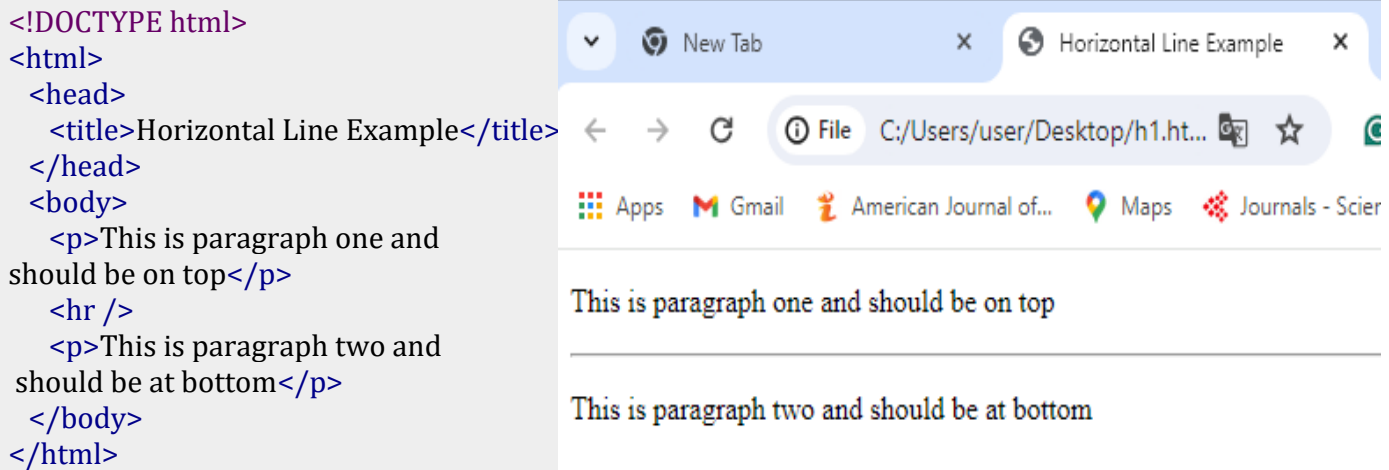 <!DOCTYPE html>
<html>
<head>
<title>Horizontal Line Example</title>
</head>
<body>
<p>This is paragraph one and
should be on top</p>
<hr />
<p>This is paragraph two and
should be at bottom</p>
</body>
</html>
New Tab
Horizontal Line Example
File C:/Users/user/Desktop/h1.ht...
Apps Gmail American Journal of... Maps Journals - Scier
This is paragraph one and should be on top
This is paragraph two and should be at bottom